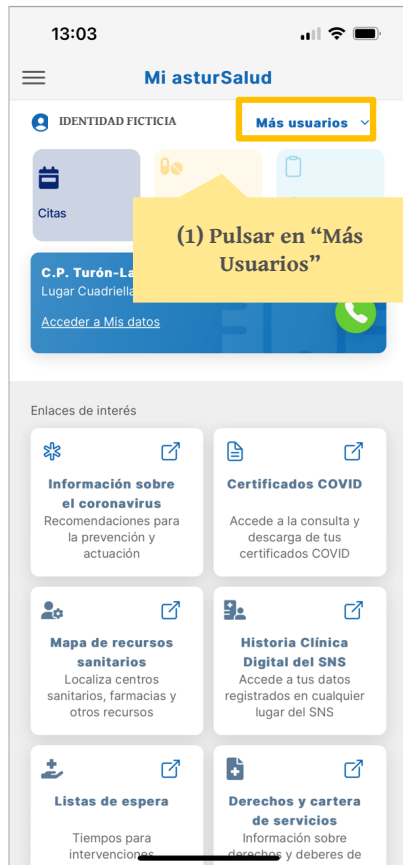 13:03
Mi asturSalud
IDENTIDAD FICTICIA
Más usuarios
Citas
(1) Pulsar en “Más
Usuarios”
C.P. Turón-La
Lugar Cuadriella
Acceder a Mis datos
Enlaces de interés
Información sobre
el coronavirus
Recomendaciones para
la prevención y
actuación
Certificados COVID
Accede a la consulta y
descarga de tus
certificados COVID
Mapa de recursos
sanitarios
Localiza centros
sanitarios, farmacias y
otros recursos
Historia Clínica
Digital del SNS
Accede a tus datos
registrados en cualquier
lugar del SNS
Listas de espera
Tiempos para
intervenciones
Derechos y cartera
de servicios
Información sobre
derechos y deberes de